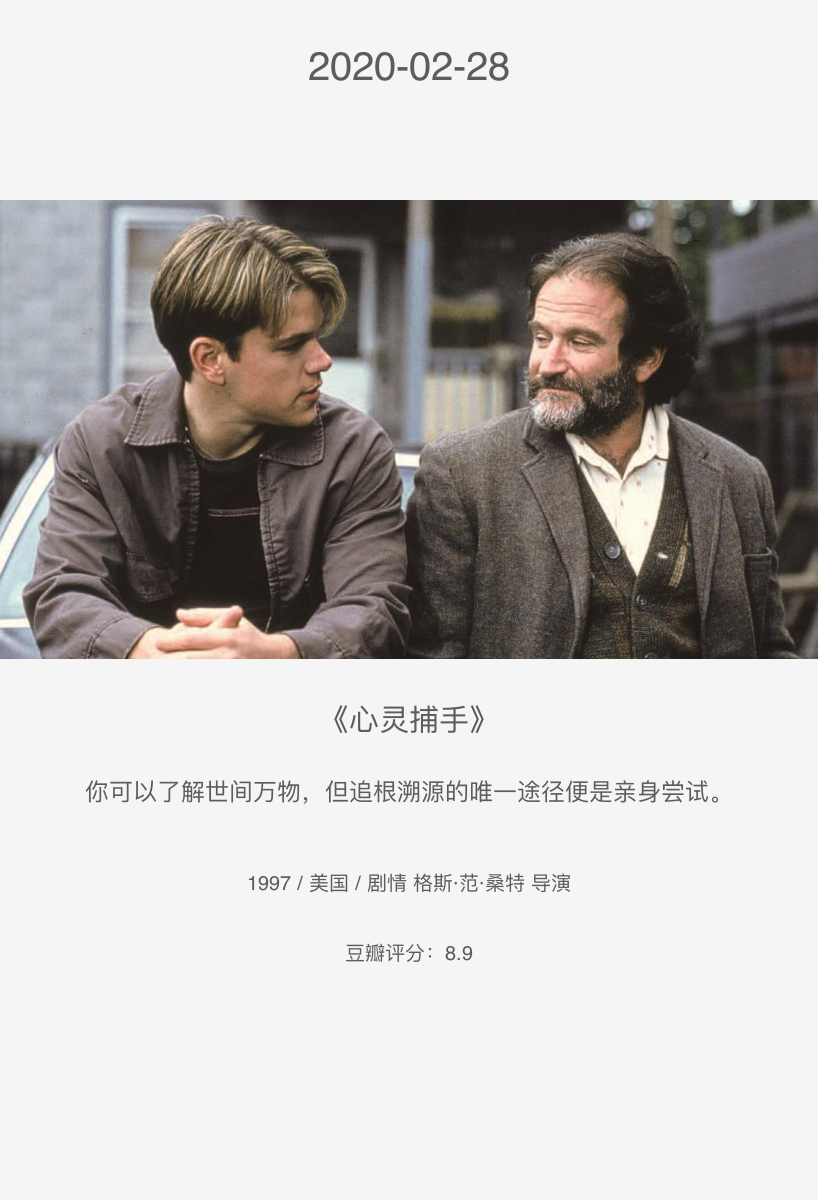 2020-02-28
《心灵捕手》
你可以了解世间万物，但追根溯源的唯一途径便是亲身尝试。
1997 / 美国 / 剧情 格斯·范·桑特 导演
豆瓣评分：8.9